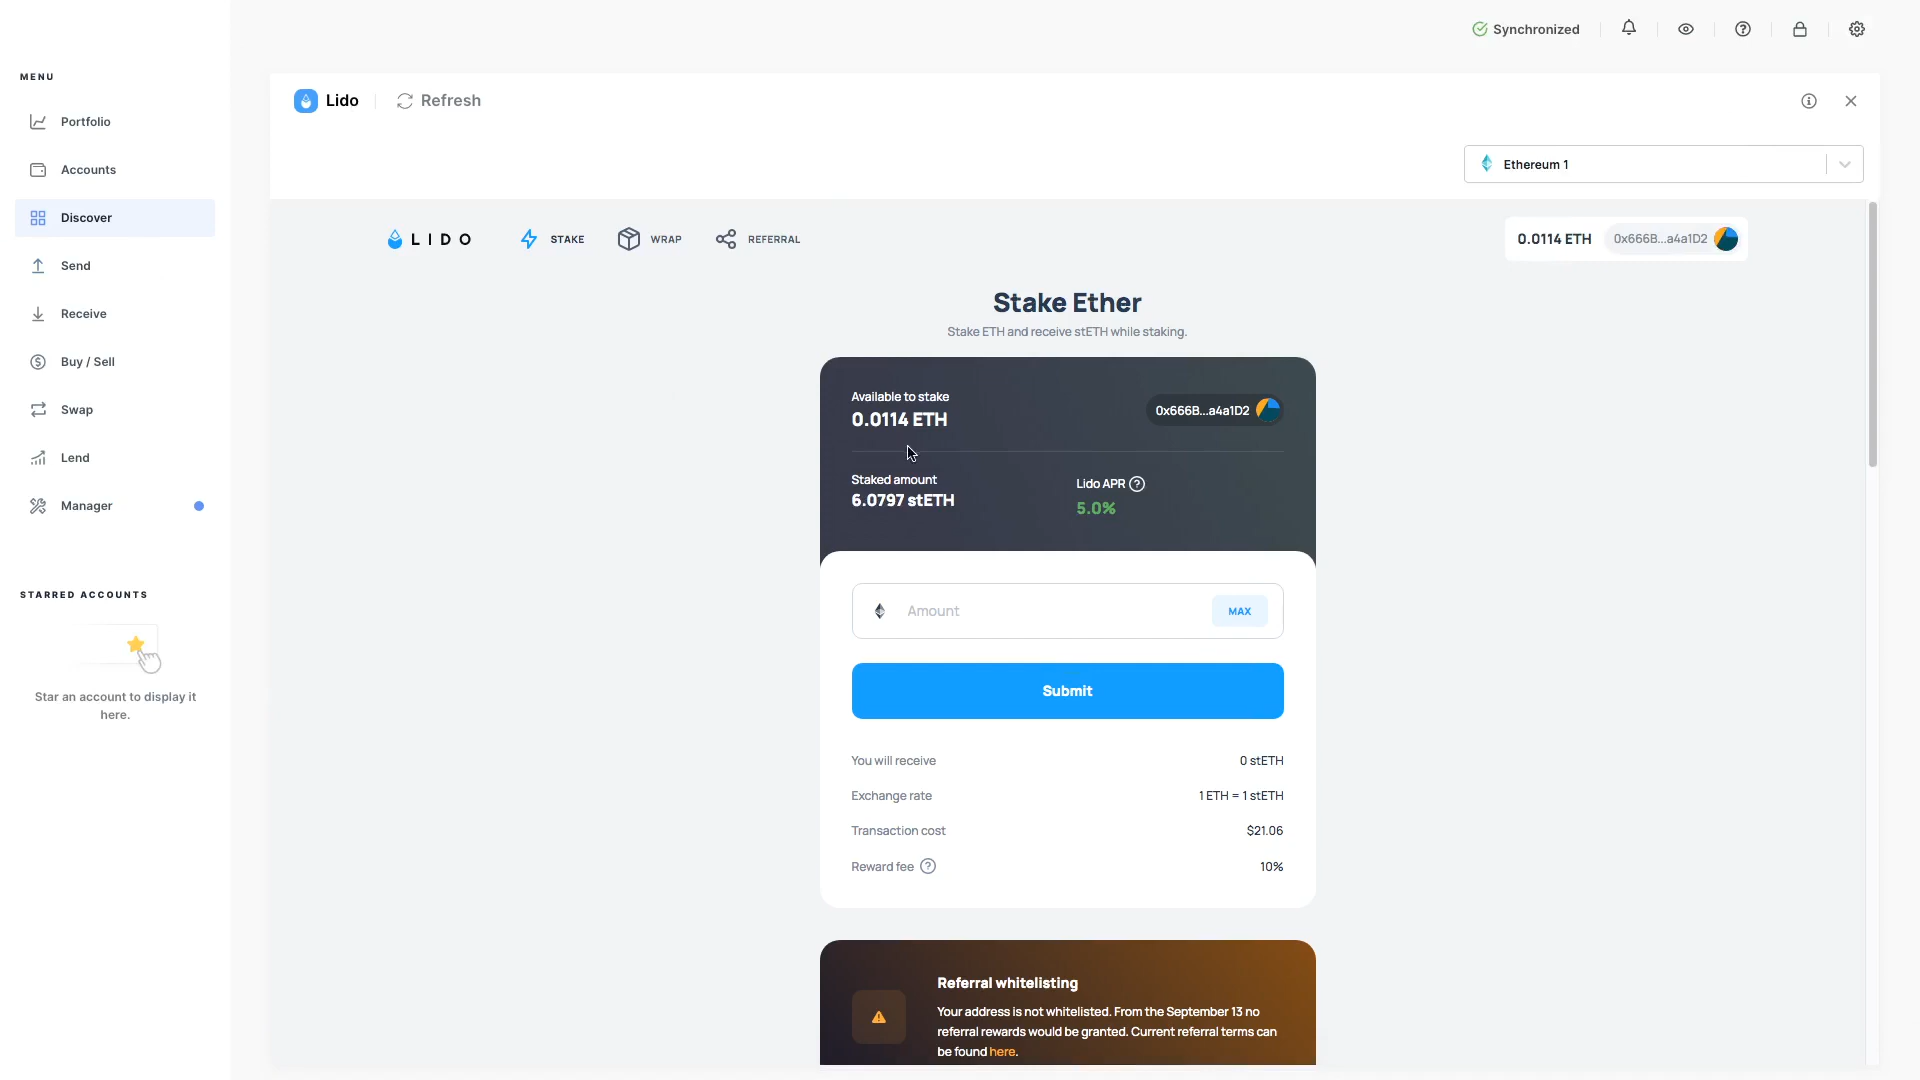 Synchronized
MENU
Portfolio
Accounts
Discover
Send
Receive
Buy / Sell
Swap
Lend
Manager
STARRED ACCOUNTS
Star an account to display it
here.
Lido
Refresh
Ethereum 1
LIDO
STAKE
WRAP
REFERRAL
0.0114 ETH
0x666B...a4a1D2
Stake Ether
Stake ETH and receive stETH while staking.
Available to stake
0.0114 ETH
0x666B...a4a1D2
Staked amount
6.0797 stETH
Lido APR
5.0%
Amount
MAX
Submit
You will receive
0 stETH
Exchange rate
1 ETH = 1 stETH
Transaction cost
$21.06
Reward fee
10%
Referral whitelisting
Your address is not whitelisted. From the September 13 no
referral rewards would be granted. Current referral terms can
be found here.